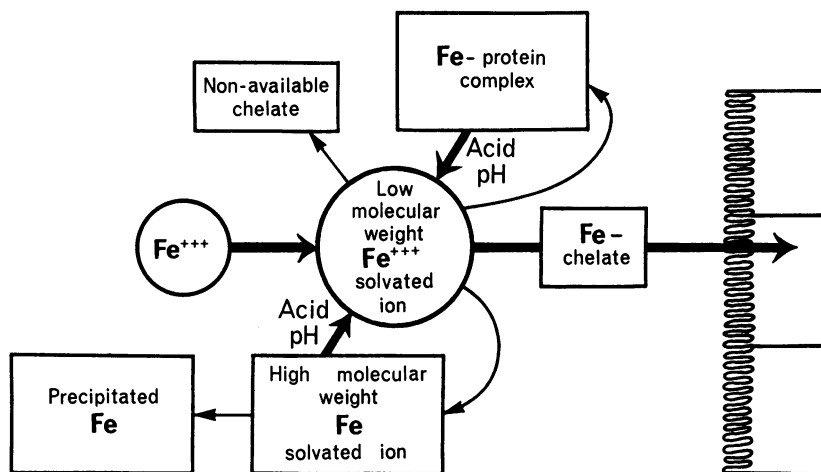 Fe - protein
complex
Non-available
chelate
Acid
pH
Low
molecular
weight
Fe+++
solvated
ion
Fe+++
Fe -
chelate
Acid
pH
Precipitated
Fe
High molecular
weight
Fe
solvated ion